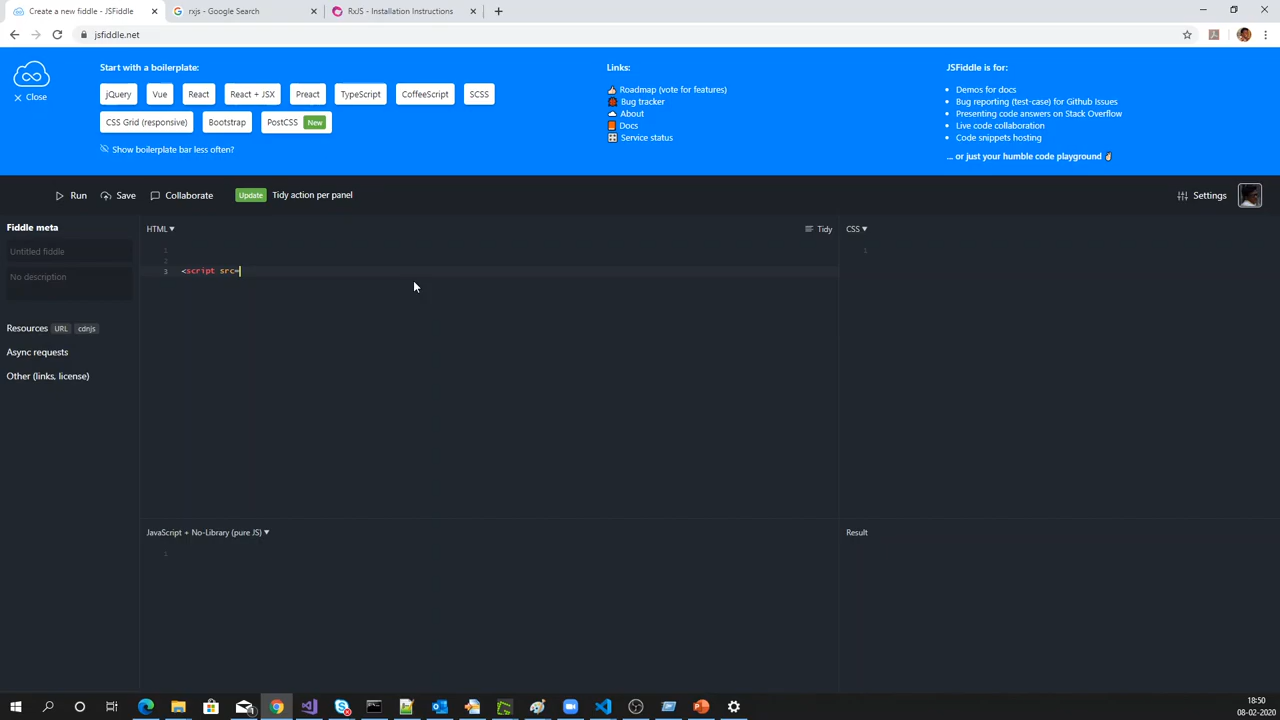 Create a new fiddle - JSFiddle
rxjs - Google Search
RxJS - Installation Instructions
jsfiddle.net
Close
Start with a boilerplate:
jQuery Vue React React + JSX Preact TypeScript CoffeeScript SCSS
CSS Grid (responsive) Bootstrap PostCSS New
Show boilerplate bar less often?
Links:
Roadmap (vote for features)
Bug tracker
About
Docs
Service status
JSFiddle is for:
Demos for docs
Bug reporting (test-case) for Github Issues
Presenting code answers on Stack Overflow
Live code collaboration
Code snippets hosting
... or just your humble code playground ✌
Run Save Collaborate Update Tidy action per panel Settings
Fiddle meta
Untitled fiddle
No description
Resources URL cdnjs
Async requests
Other (links, license)
HTML ▾ Tidy
1
2
3 <script src=
CSS ▾
1
JavaScript + No-Library (pure JS) ▾
1
Result
18:50
08-02-2020